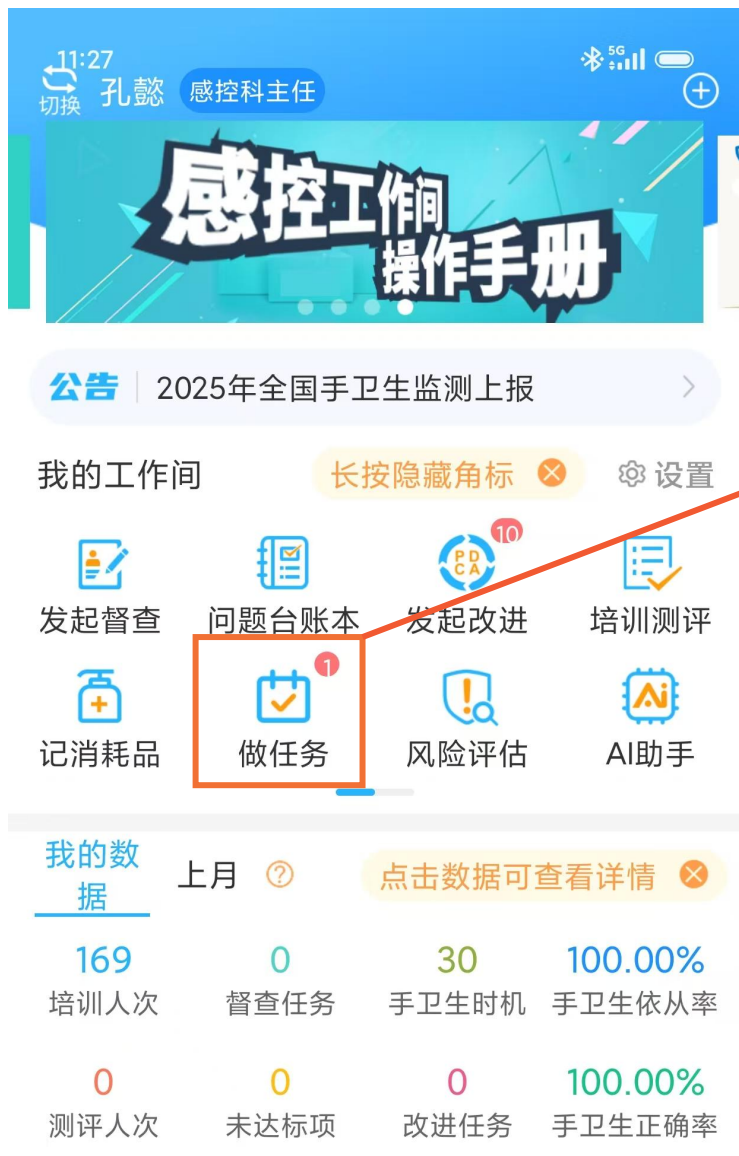 11:27
5G
切换 孔懿 感控科主任
感控工作间
操作手册
公告 2025年全国手卫生监测上报
我的工作间 长按隐藏角标 设置
10
PD
CA
发起督查 问题台账本 发起改进 培训测评
1
Ai
记消耗品 做任务 风险评估 AI助手
我的数据 上月 ? 点击数据可查看详情
169 0 30 100.00%
培训人次 督查任务 手卫生时机 手卫生依从率
0 0 0 100.00%
测评人次 未达标项 改进任务 手卫生正确率